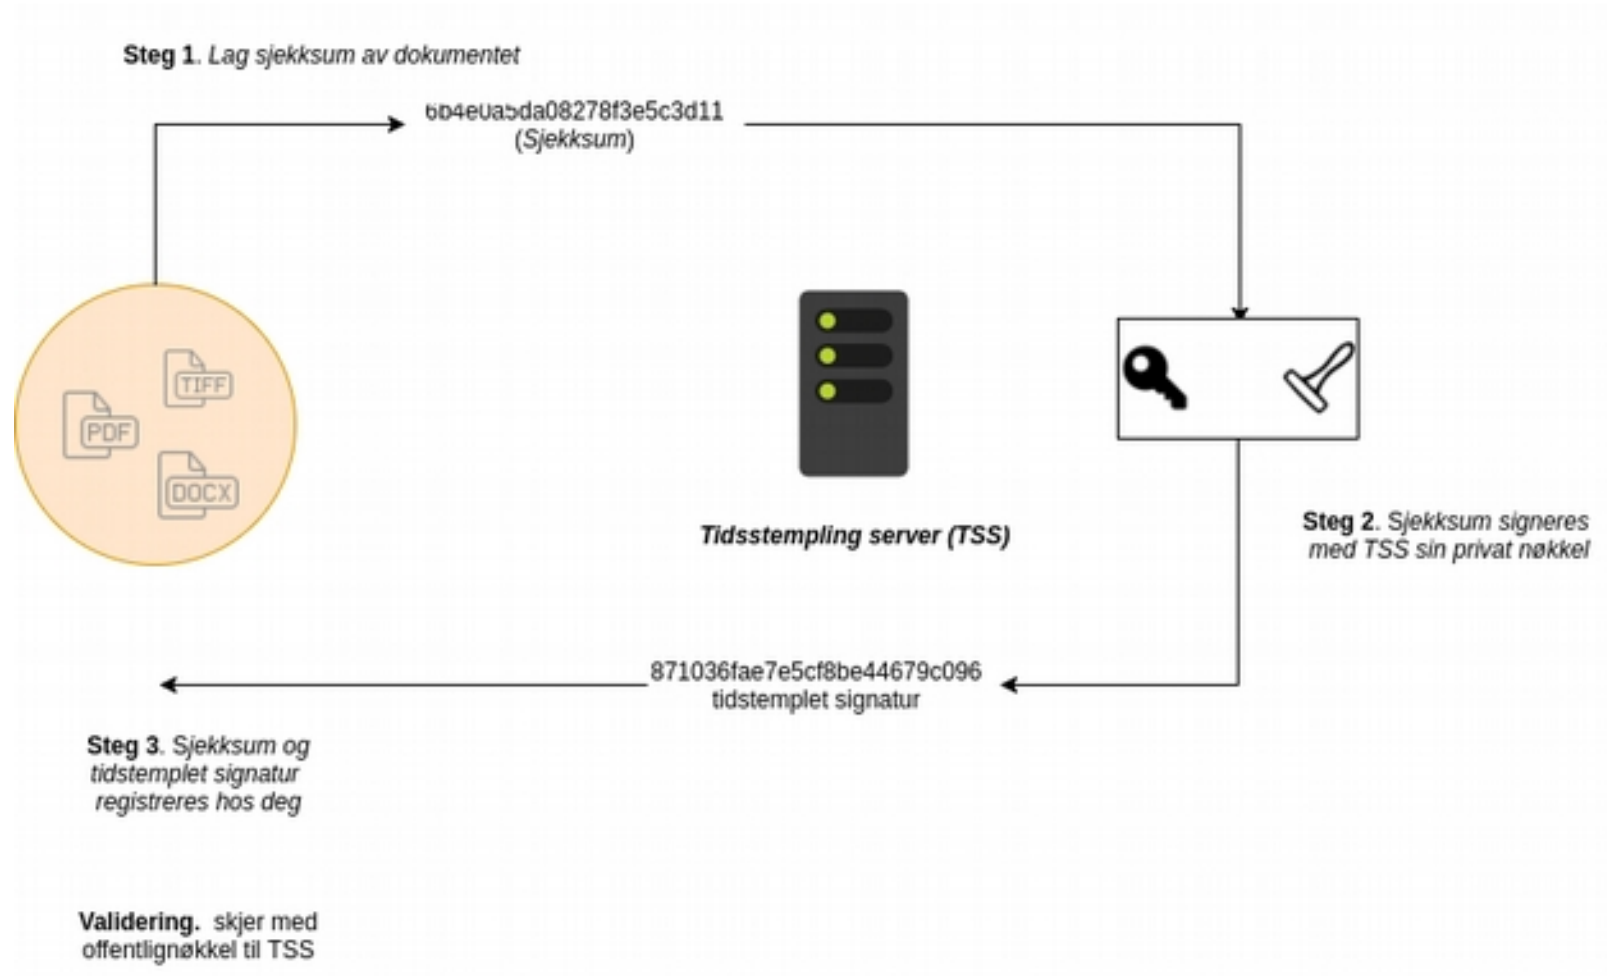 Steg 1. Lag sjekksum av dokumentet
6b4e0a5da08278f3e5c3d11
(Sjekksum)
TIFF
PDF
DOCX
Tidsstempling server (TSS)
Steg 2. Sjekksum signeres
med TSS sin privat nøkkel
871036fae7e5cf8be44679c096
tidstemplet signatur
Steg 3. Sjekksum og
tidstemplet signatur
registreres hos deg
Validering. skjer med
offentlignøkkel til TSS